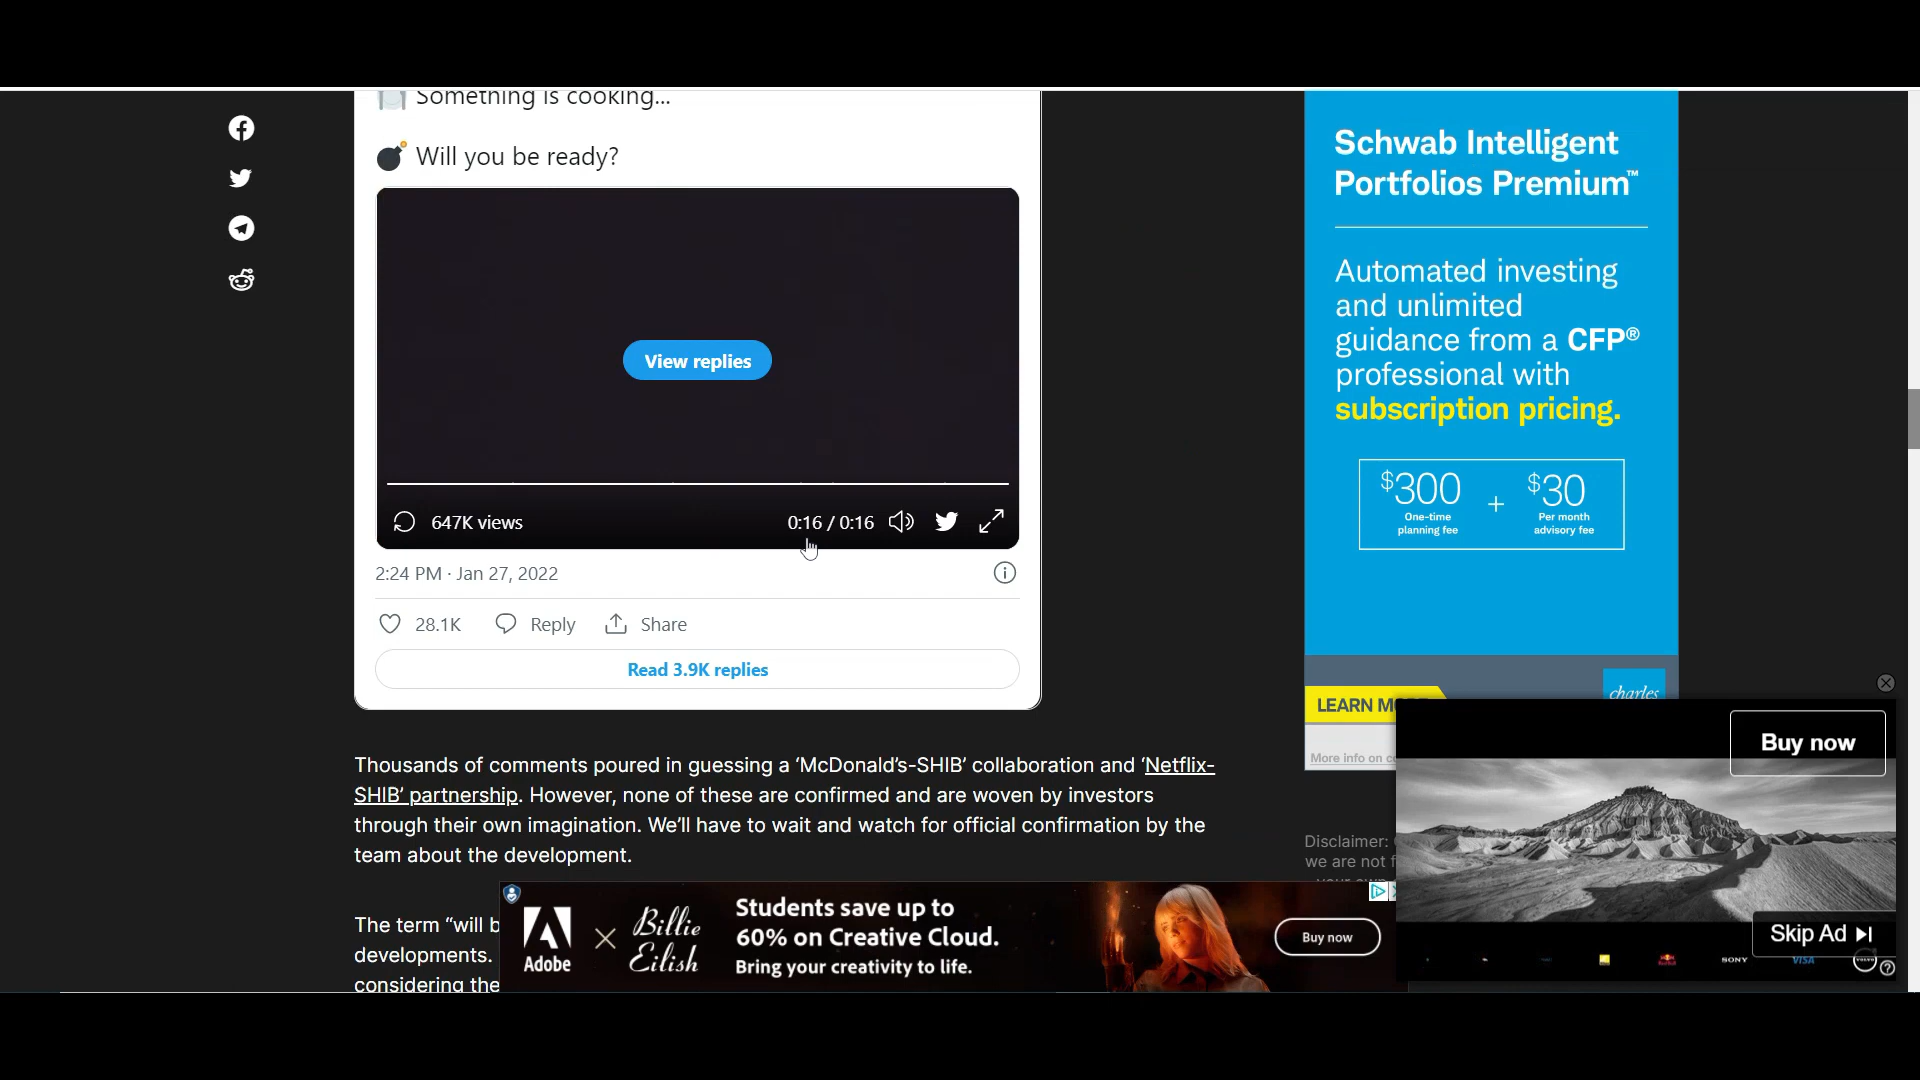 Something is cooking...
Will you be ready?
View replies
647K views
0:16 / 0:16
2:24 PM · Jan 27, 2022
28.1K
Reply
Share
Read 3.9K replies
Thousands of comments poured in guessing a ‘McDonald’s-SHIB’ collaboration and ‘Netflix-
SHIB’ partnership. However, none of these are confirmed and are woven by investors
through their own imagination. We’ll have to wait and watch for official confirmation by the
team about the development.
The term “will b
developments.
considering the
Schwab Intelligent
Portfolios Premium™
Automated investing
and unlimited
guidance from a CFP®
professional with
subscription pricing.
$300
One-time
planning fee
+
$30
Per month
advisory fee
LEARN MO
charles
More info on c
Disclaimer:
we are not f
Buy now
Skip Ad
SONY
VISA
Adobe
Billie
Eilish
Students save up to
60% on Creative Cloud.
Bring your creativity to life.
Buy now